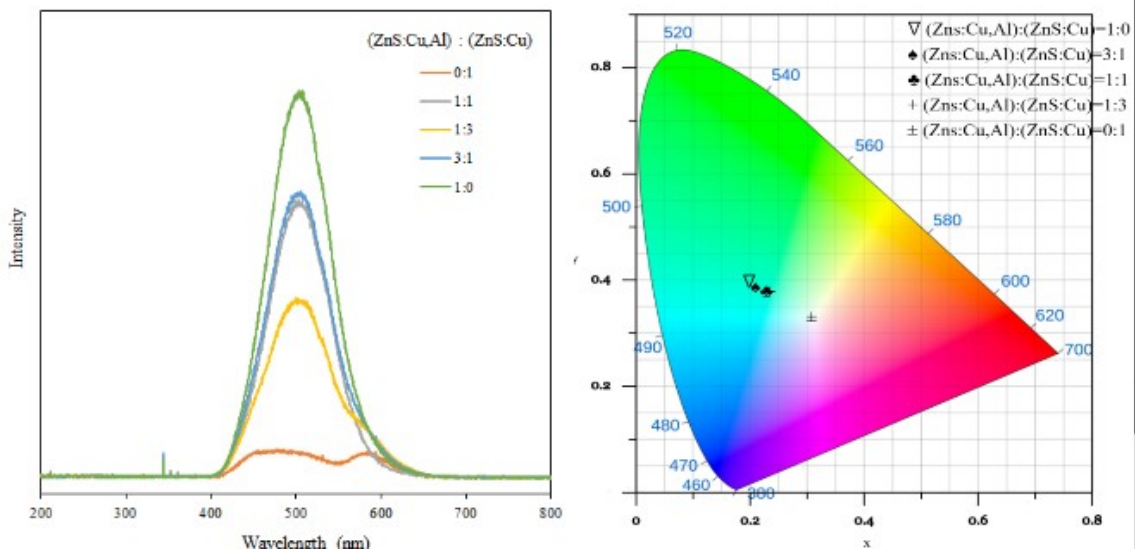 (ZnS:Cu,Al) : (ZnS:Cu)
0:1
1:1
1:3
3:1
1:0
Intensity
200 300 400 500 600 700 800
Wavelength (nm)
▽ (Zns:Cu,Al):(ZnS:Cu)=1:0
♠ (Zns:Cu,Al):(ZnS:Cu)=3:1
♣ (Zns:Cu,Al):(ZnS:Cu)=1:1
+ (Zns:Cu,Al):(ZnS:Cu)=1:3
± (Zns:Cu,Al):(ZnS:Cu)=0:1
520
540
560
500
580
600
620
490
700
480
470
460
0.8
0.6
0.4
0.2
0 0.2 0.4 0.6 0.8
x